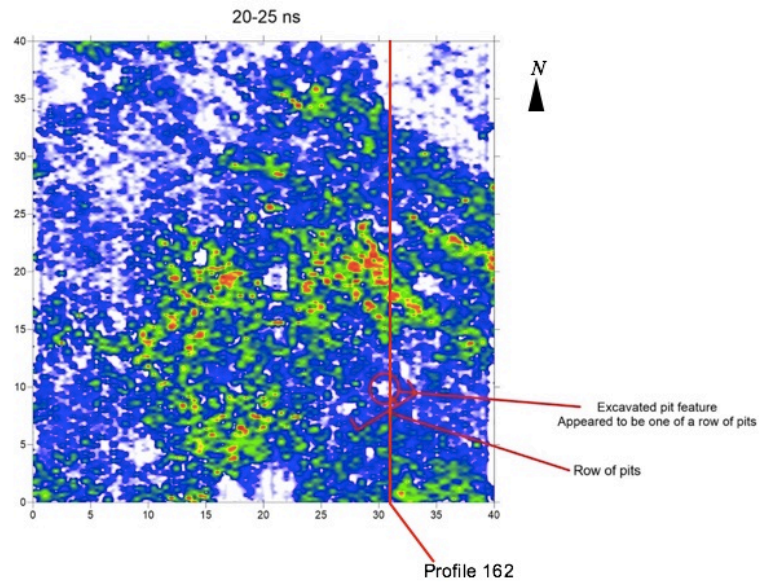 20-25 ns
N
40
35
30
25
20
15
10
5
0
0 5 10 15 20 25 30 35 40
Excavated pit feature
Appeared to be one of a row of pits
Row of pits
Profile 162